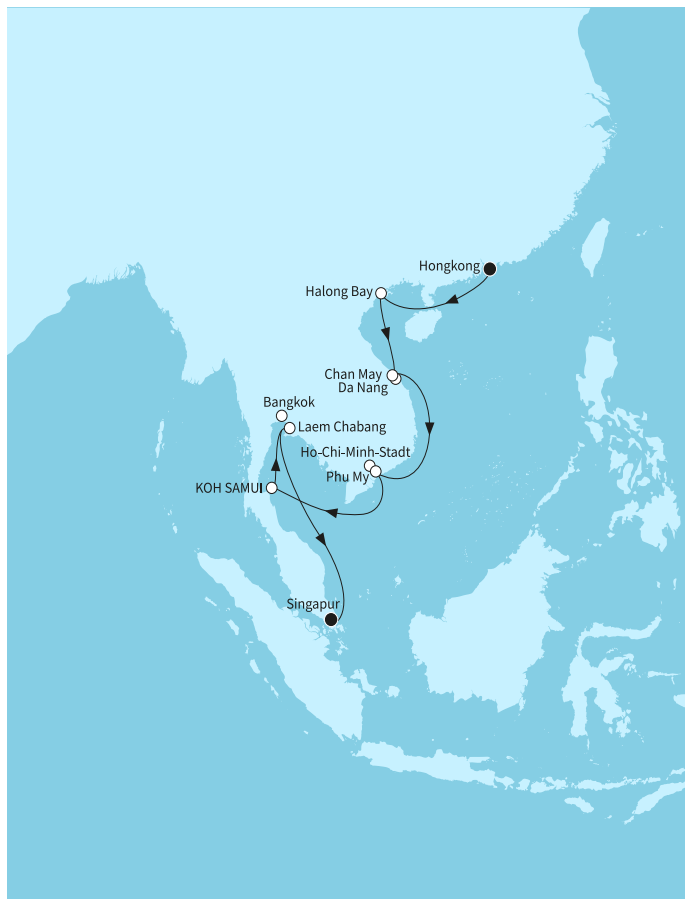 Hongkong
Halong Bay
Chan May
Da Nang
Bangkok
Laem Chabang
Ho-Chi-Minh-Stadt
Phu My
KOH SAMUI
Singapur